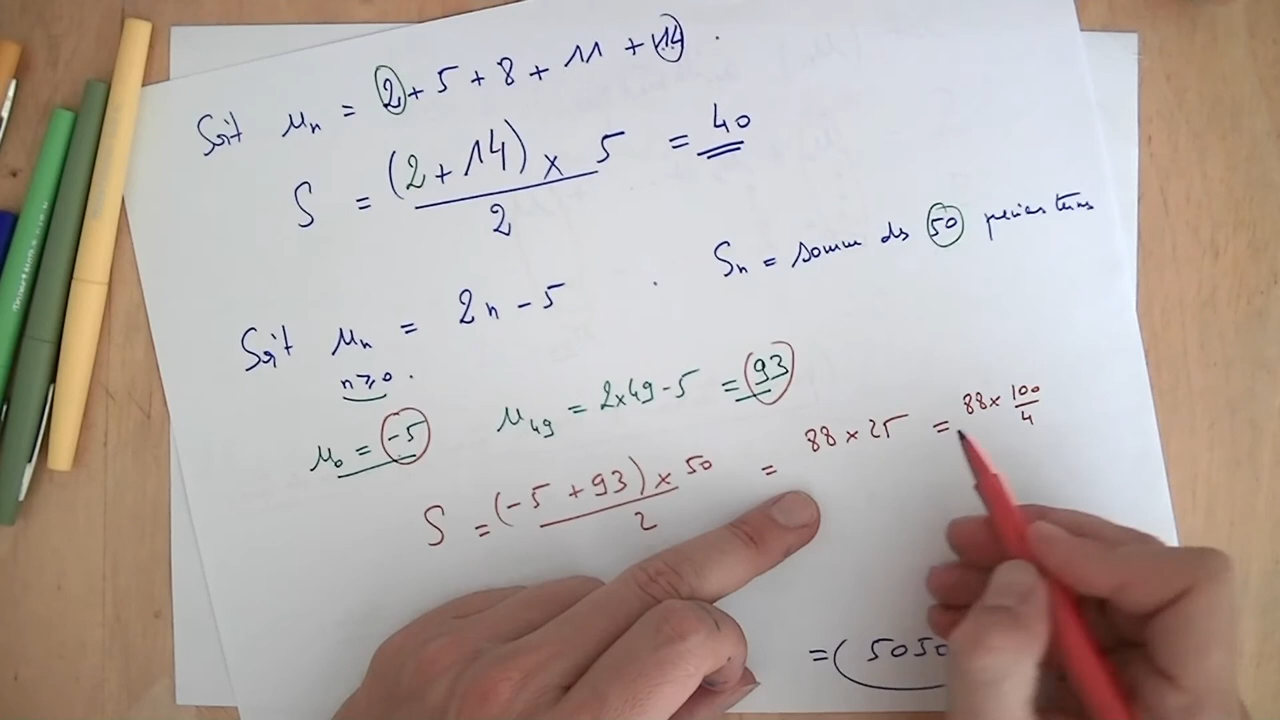 Soit un = 2 + 5 + 8 + 11 + 14 .
S = (2 + 14) x 5 / 2 = 40
Sn = somme des 50 premiers termes
Soit un = 2n - 5
n ≥ 0 .
u0 = -5
u49 = 2x49-5 = 93
S = (-5 + 93) x 50 / 2 = 88 x 25 = 88 x 100 / 4
= (5050